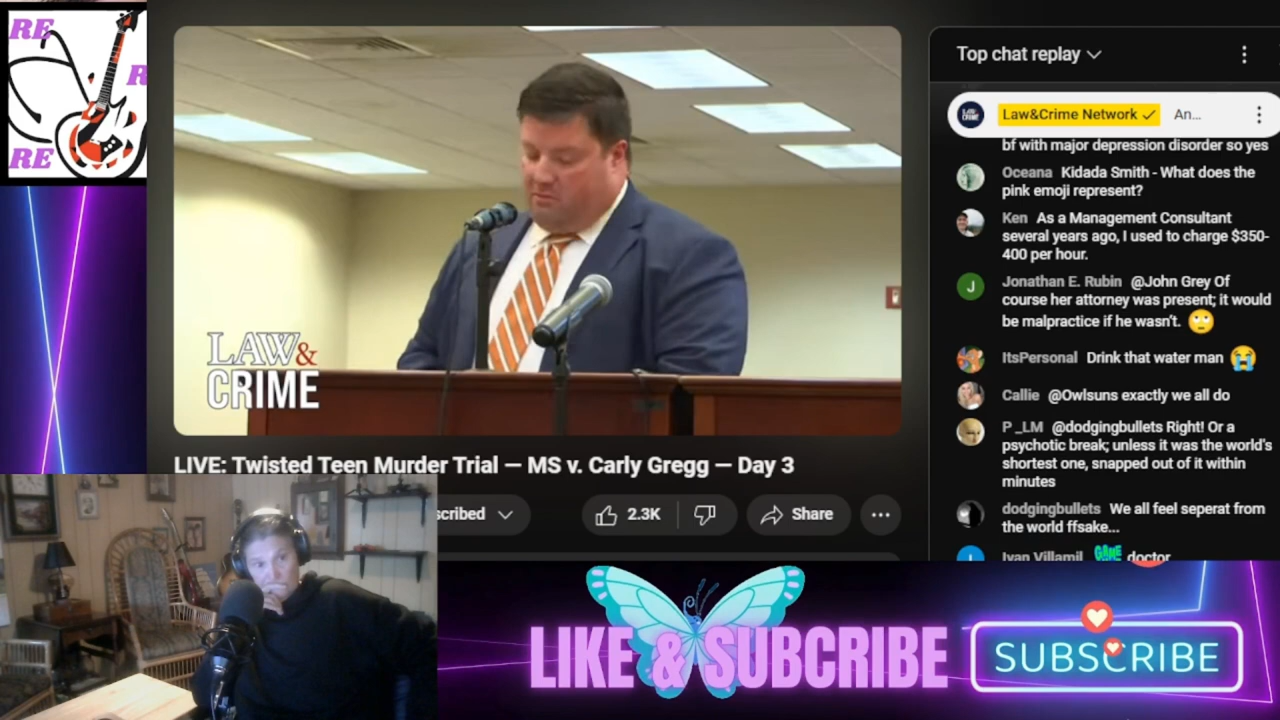 RE
R
RE
LAW&
CRIME
LIVE: Twisted Teen Murder Trial — MS v. Carly Gregg — Day 3
scribed
2.3K
Share
Top chat replay
LAW&
CRIME
Law&Crime Network
An...
bf with major depression disorder so yes
Oceana Kidada Smith - What does the
pink emoji represent?
Ken As a Management Consultant
several years ago, I used to charge $350-
400 per hour.
J
Jonathan E. Rubin @John Grey Of
course her attorney was present; it would
be malpractice if he wasn't. 🙄
ItsPersonal Drink that water man 😭
Callie @Owlsuns exactly we all do
P_LM @dodgingbullets Right! Or a
psychotic break; unless it was the world's
shortest one, snapped out of it within
minutes
dodgingbullets We all feel seperat from
the world ffsake...
Ivan Villamil GAME doctor
LIKE & SUBCRIBE
SUBSCRIBE